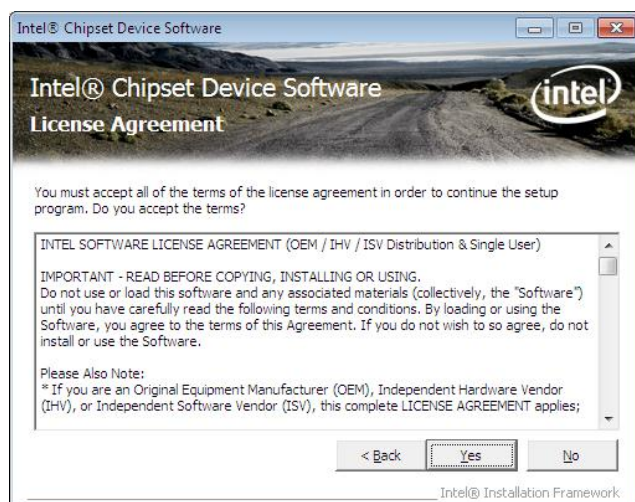 Intel® Chipset Device Software
Intel® Chipset Device Software
intel
License Agreement
You must accept all of the terms of the license agreement in order to continue the setup
program. Do you accept the terms?
INTEL SOFTWARE LICENSE AGREEMENT (OEM / IHV / ISV Distribution & Single User)
IMPORTANT - READ BEFORE COPYING, INSTALLING OR USING.
Do not use or load this software and any associated materials (collectively, the "Software")
until you have carefully read the following terms and conditions. By loading or using the
Software, you agree to the terms of this Agreement. If you do not wish to so agree, do not
install or use the Software.
Please Also Note:
* If you are an Original Equipment Manufacturer (OEM), Independent Hardware Vendor
(IHV), or Independent Software Vendor (ISV), this complete LICENSE AGREEMENT applies;
< Back Yes No
Intel® Installation Framework